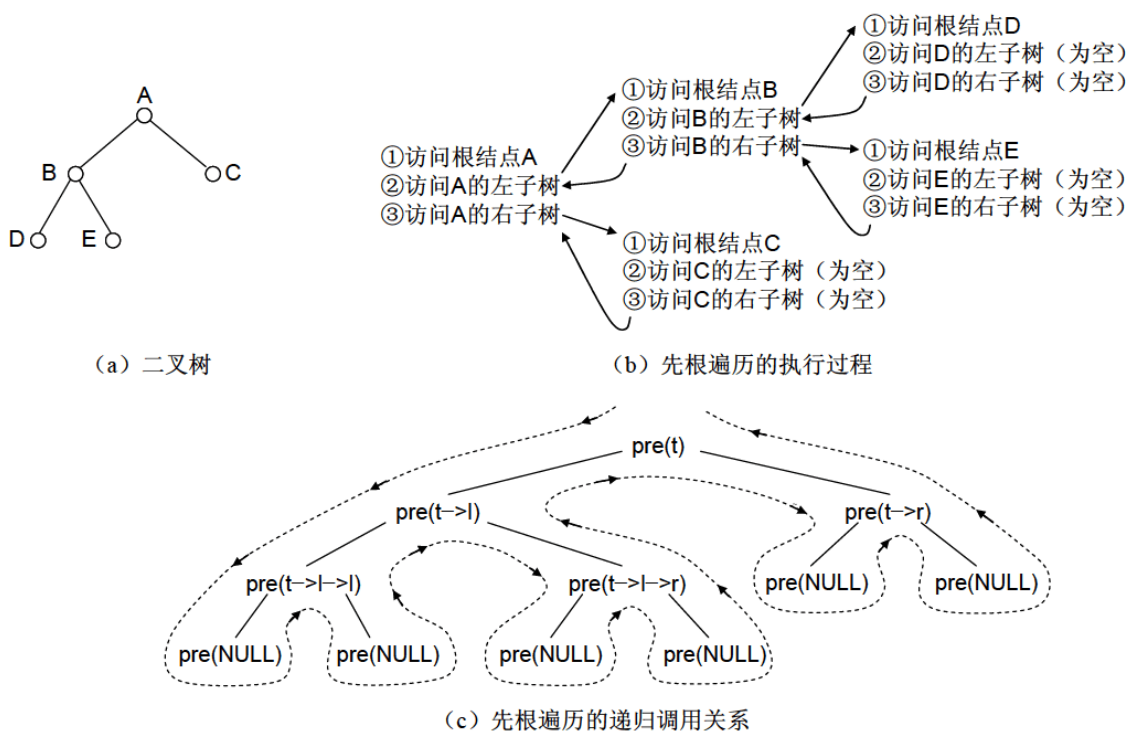 A
B
C
D
E
（a）二叉树
①访问根结点A
②访问A的左子树
③访问A的右子树
①访问根结点B
②访问B的左子树
③访问B的右子树
①访问根结点D
②访问D的左子树（为空）
③访问D的右子树（为空）
①访问根结点E
②访问E的左子树（为空）
③访问E的右子树（为空）
①访问根结点C
②访问C的左子树（为空）
③访问C的右子树（为空）
（b）先根遍历的执行过程
pre(t)
pre(t–>l)
pre(t–>r)
pre(t–>l–>l)
pre(t–>l–>r)
pre(NULL)
pre(NULL)
pre(NULL)
pre(NULL)
pre(NULL)
pre(NULL)
（c）先根遍历的递归调用关系